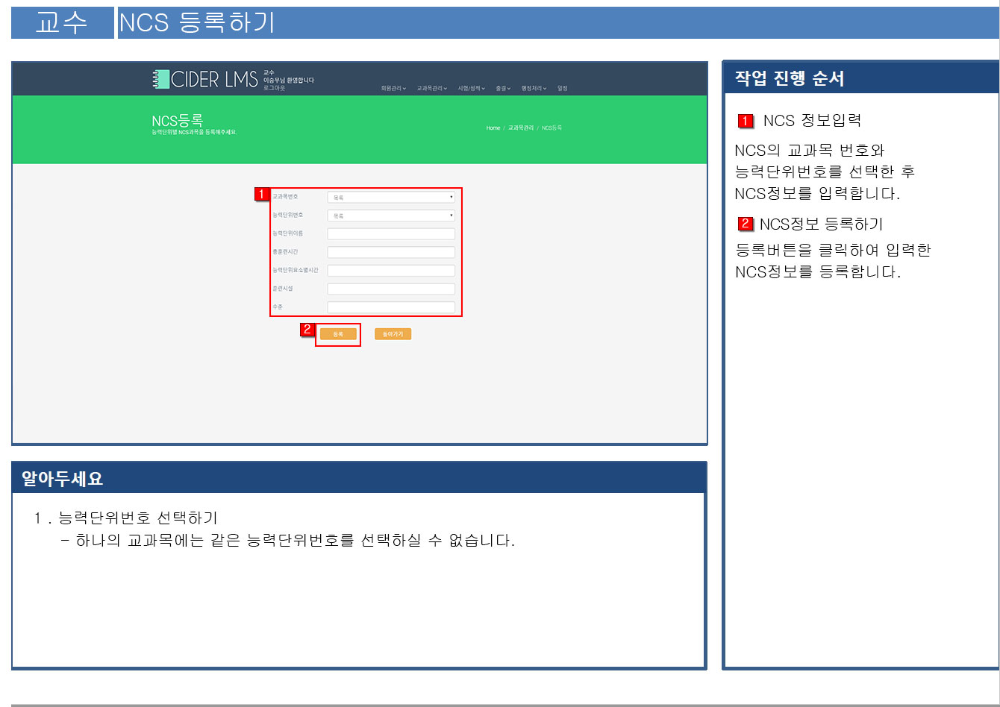 교수
NCS 등록하기
CIDER LMS
교수
이승무님 환영합니다
로그아웃
회원관리 교과목관리 시험/성적 출결 행정처리 일정
NCS등록
능력단위별 NCS과목을 등록해주세요.
Home / 교과목관리 / NCS등록
1
교과목번호 목록
능력단위번호 목록
능력단위이름
총훈련시간
능력단위요소별시간
훈련시설
수준
2
등록 돌아가기
작업 진행 순서
1 NCS 정보입력
NCS의 교과목 번호와
능력단위번호를 선택한 후
NCS정보를 입력합니다.
2 NCS정보 등록하기
등록버튼을 클릭하여 입력한
NCS정보를 등록합니다.
알아두세요
1 . 능력단위번호 선택하기
- 하나의 교과목에는 같은 능력단위번호를 선택하실 수 없습니다.